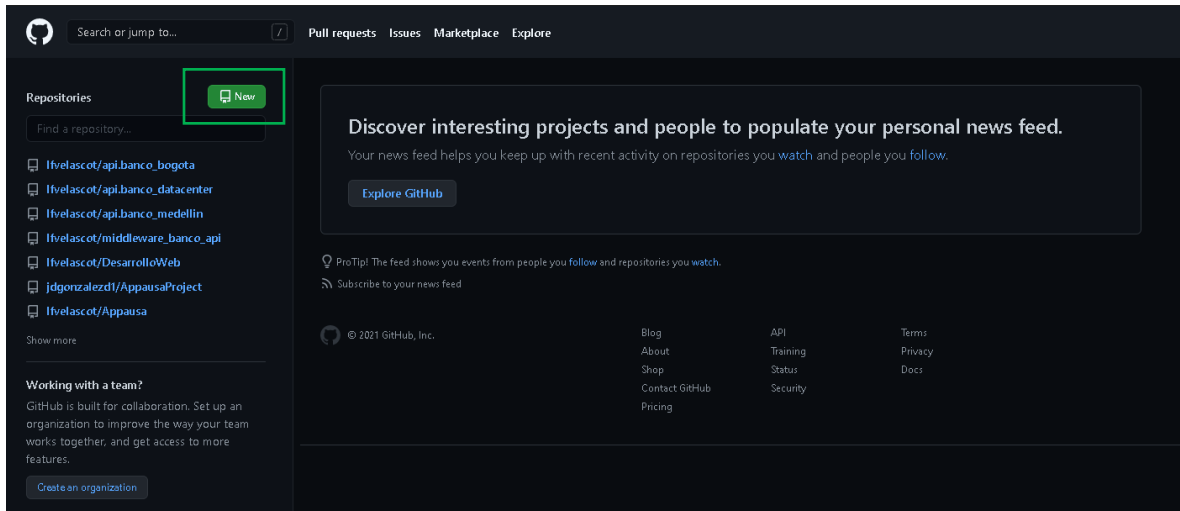 Search or jump to...
/
Pull requests Issues Marketplace Explore
Repositories
New
Find a repository...
lfvelascot/api.banco_bogota
lfvelascot/api.banco_datacenter
lfvelascot/api.banco_medellin
lfvelascot/middleware_banco_api
lfvelascot/DesarrolloWeb
jdgonzalezd1/AppausaProject
lfvelascot/Appausa
Show more
Working with a team?
GitHub is built for collaboration. Set up an
organization to improve the way your team
works together, and get access to more
features.
Create an organization
Discover interesting projects and people to populate your personal news feed.
Your news feed helps you keep up with recent activity on repositories you watch and people you follow.
Explore GitHub
ProTip! The feed shows you events from people you follow and repositories you watch.
Subscribe to your news feed
© 2021 GitHub, Inc.
Blog
About
Shop
Contact GitHub
Pricing
API
Training
Status
Security
Terms
Privacy
Docs